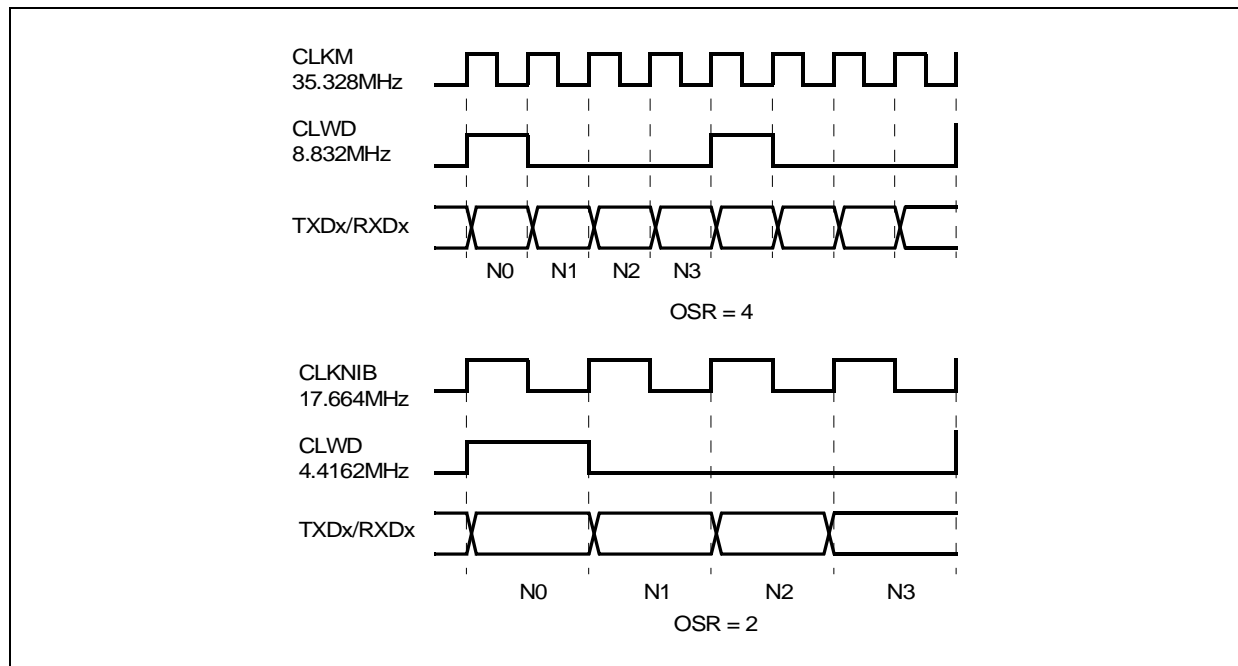 CLKM
35.328MHz
CLWD
8.832MHz
TXDx/RXDx
N0 N1 N2 N3
OSR = 4
CLKNIB
17.664MHz
CLWD
4.4162MHz
TXDx/RXDx
N0 N1 N2 N3
OSR = 2